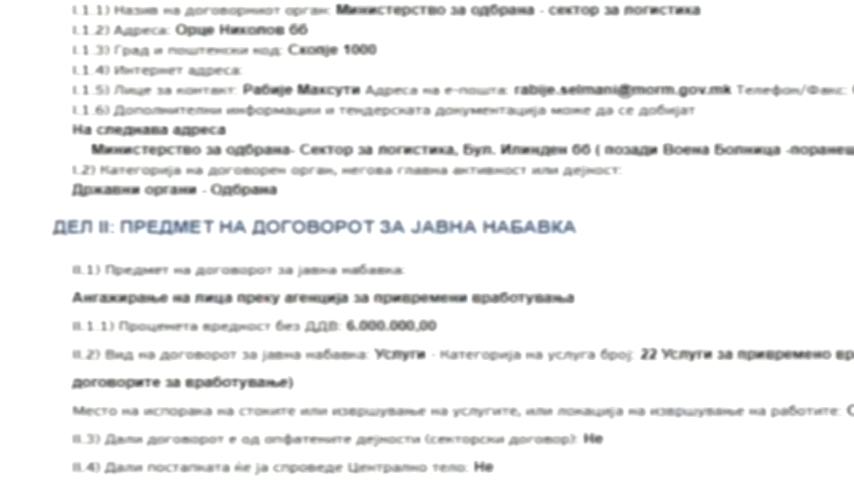 I.1.1) Назив на договорниот орган: Министерство за одбрана - сектор за логистика
I.1.2) Адреса: Орце Николов бб
I.1.3) Град и поштенски код: Скопје 1000
I.1.4) Интернет адреса:
I.1.5) Лице за контакт: Рабије Максути Адреса на е-пошта: rabije.selmani@morm.gov.mk Телефон/Факс:
I.1.6) Дополнителни информации и тендерската документација може да се добијат
На следнава адреса
Министерство за одбрана- Сектор за логистика, Бул. Илинден бб ( позади Воена Болница -поранеш
I.2) Категорија на договорен орган, негова главна активност или дејност:
Државни органи - Одбрана
ДЕЛ II: ПРЕДМЕТ НА ДОГОВОРОТ ЗА ЈАВНА НАБАВКА
II.1) Предмет на договорот за јавна набавка:
Ангажирање на лица преку агенција за привремени вработувања
II.1.1) Проценета вредност без ДДВ: 6.000.000,00
II.2) Вид на договорот за јавна набавка: Услуги - Категорија на услуга број: 22 Услуги за привремено вр
договорите за вработување)
Место на испорака на стоките или извршување на услугите, или локација на извршување на работите: С
II.3) Дали договорот е од опфатените дејности (секторски договор): Не
II.4) Дали постапката ќе ја спроведе Централно тело: Не